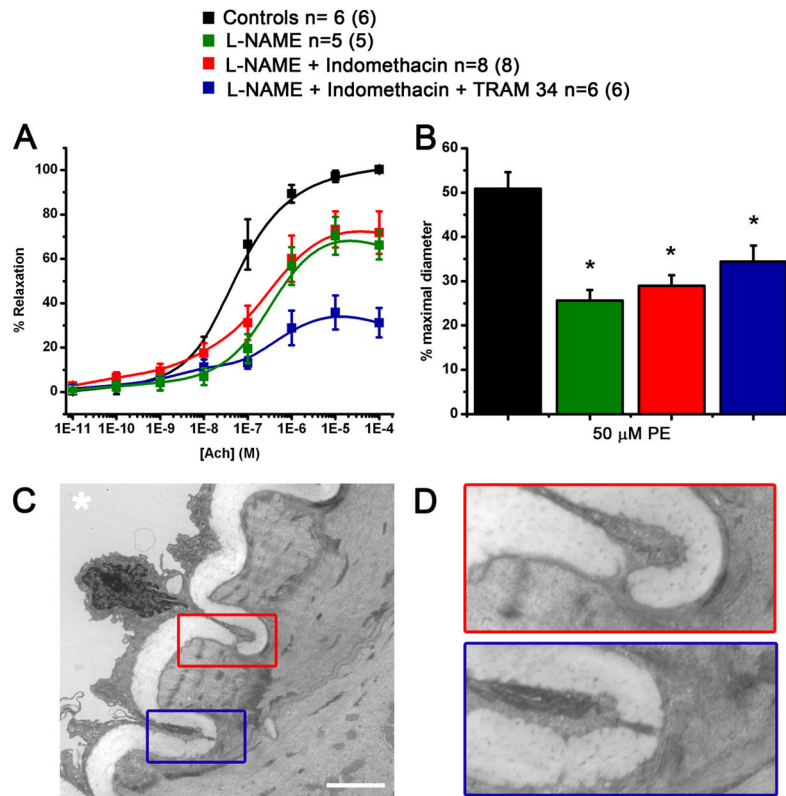 Controls n= 6 (6)
L-NAME n=5 (5)
L-NAME + Indomethacin n=8 (8)
L-NAME + Indomethacin + TRAM 34 n=6 (6)
A
% Relaxation
100
80
60
40
20
0
1E-11 1E-10 1E-9 1E-8 1E-7 1E-6 1E-5 1E-4
[Ach] (M)
B
% maximal diameter
60
50
40
30
20
10
0
* * *
50 μM PE
C
*
D